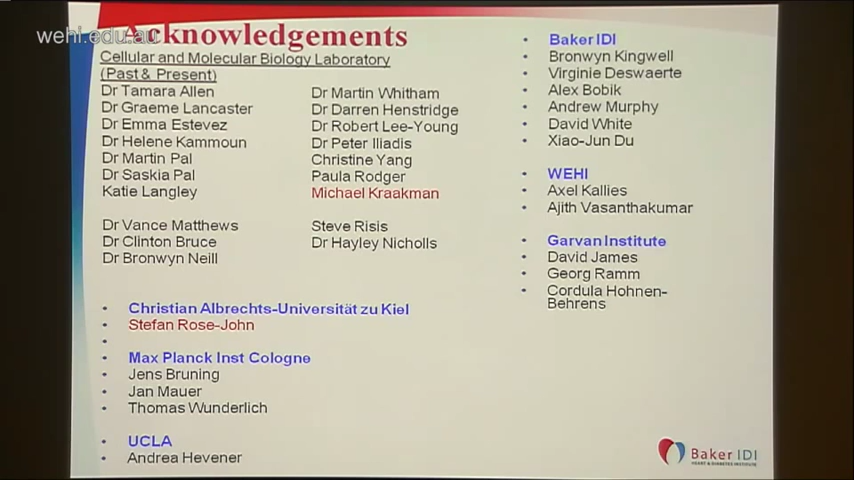 wehi.edu.au
Acknowledgements
Cellular and Molecular Biology Laboratory
(Past & Present)
Dr Tamara Allen
Dr Graeme Lancaster
Dr Emma Estevez
Dr Helene Kammoun
Dr Martin Pal
Dr Saskia Pal
Katie Langley
Dr Vance Matthews
Dr Clinton Bruce
Dr Bronwyn Neill
Dr Martin Whitham
Dr Darren Henstridge
Dr Robert Lee-Young
Dr Peter Iliadis
Christine Yang
Paula Rodger
Michael Kraakman
Steve Risis
Dr Hayley Nicholls
• Christian Albrechts-Universität zu Kiel
• Stefan Rose-John
•
• Max Planck Inst Cologne
• Jens Bruning
• Jan Mauer
• Thomas Wunderlich
• UCLA
• Andrea Hevener
• Baker IDI
• Bronwyn Kingwell
• Virginie Deswaerte
• Alex Bobik
• Andrew Murphy
• David White
• Xiao-Jun Du
• WEHI
• Axel Kallies
• Ajith Vasanthakumar
• Garvan Institute
• David James
• Georg Ramm
• Cordula Hohnen-
Behrens
Baker IDI
HEART & DIABETES INSTITUTE